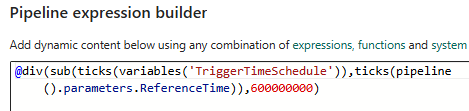 Pipeline expression builder
Add dynamic content below using any combination of expressions, functions and system
@div(sub(ticks(variables('TriggerTimeSchedule')),ticks(pipeline
().parameters.ReferenceTime)),600000000)